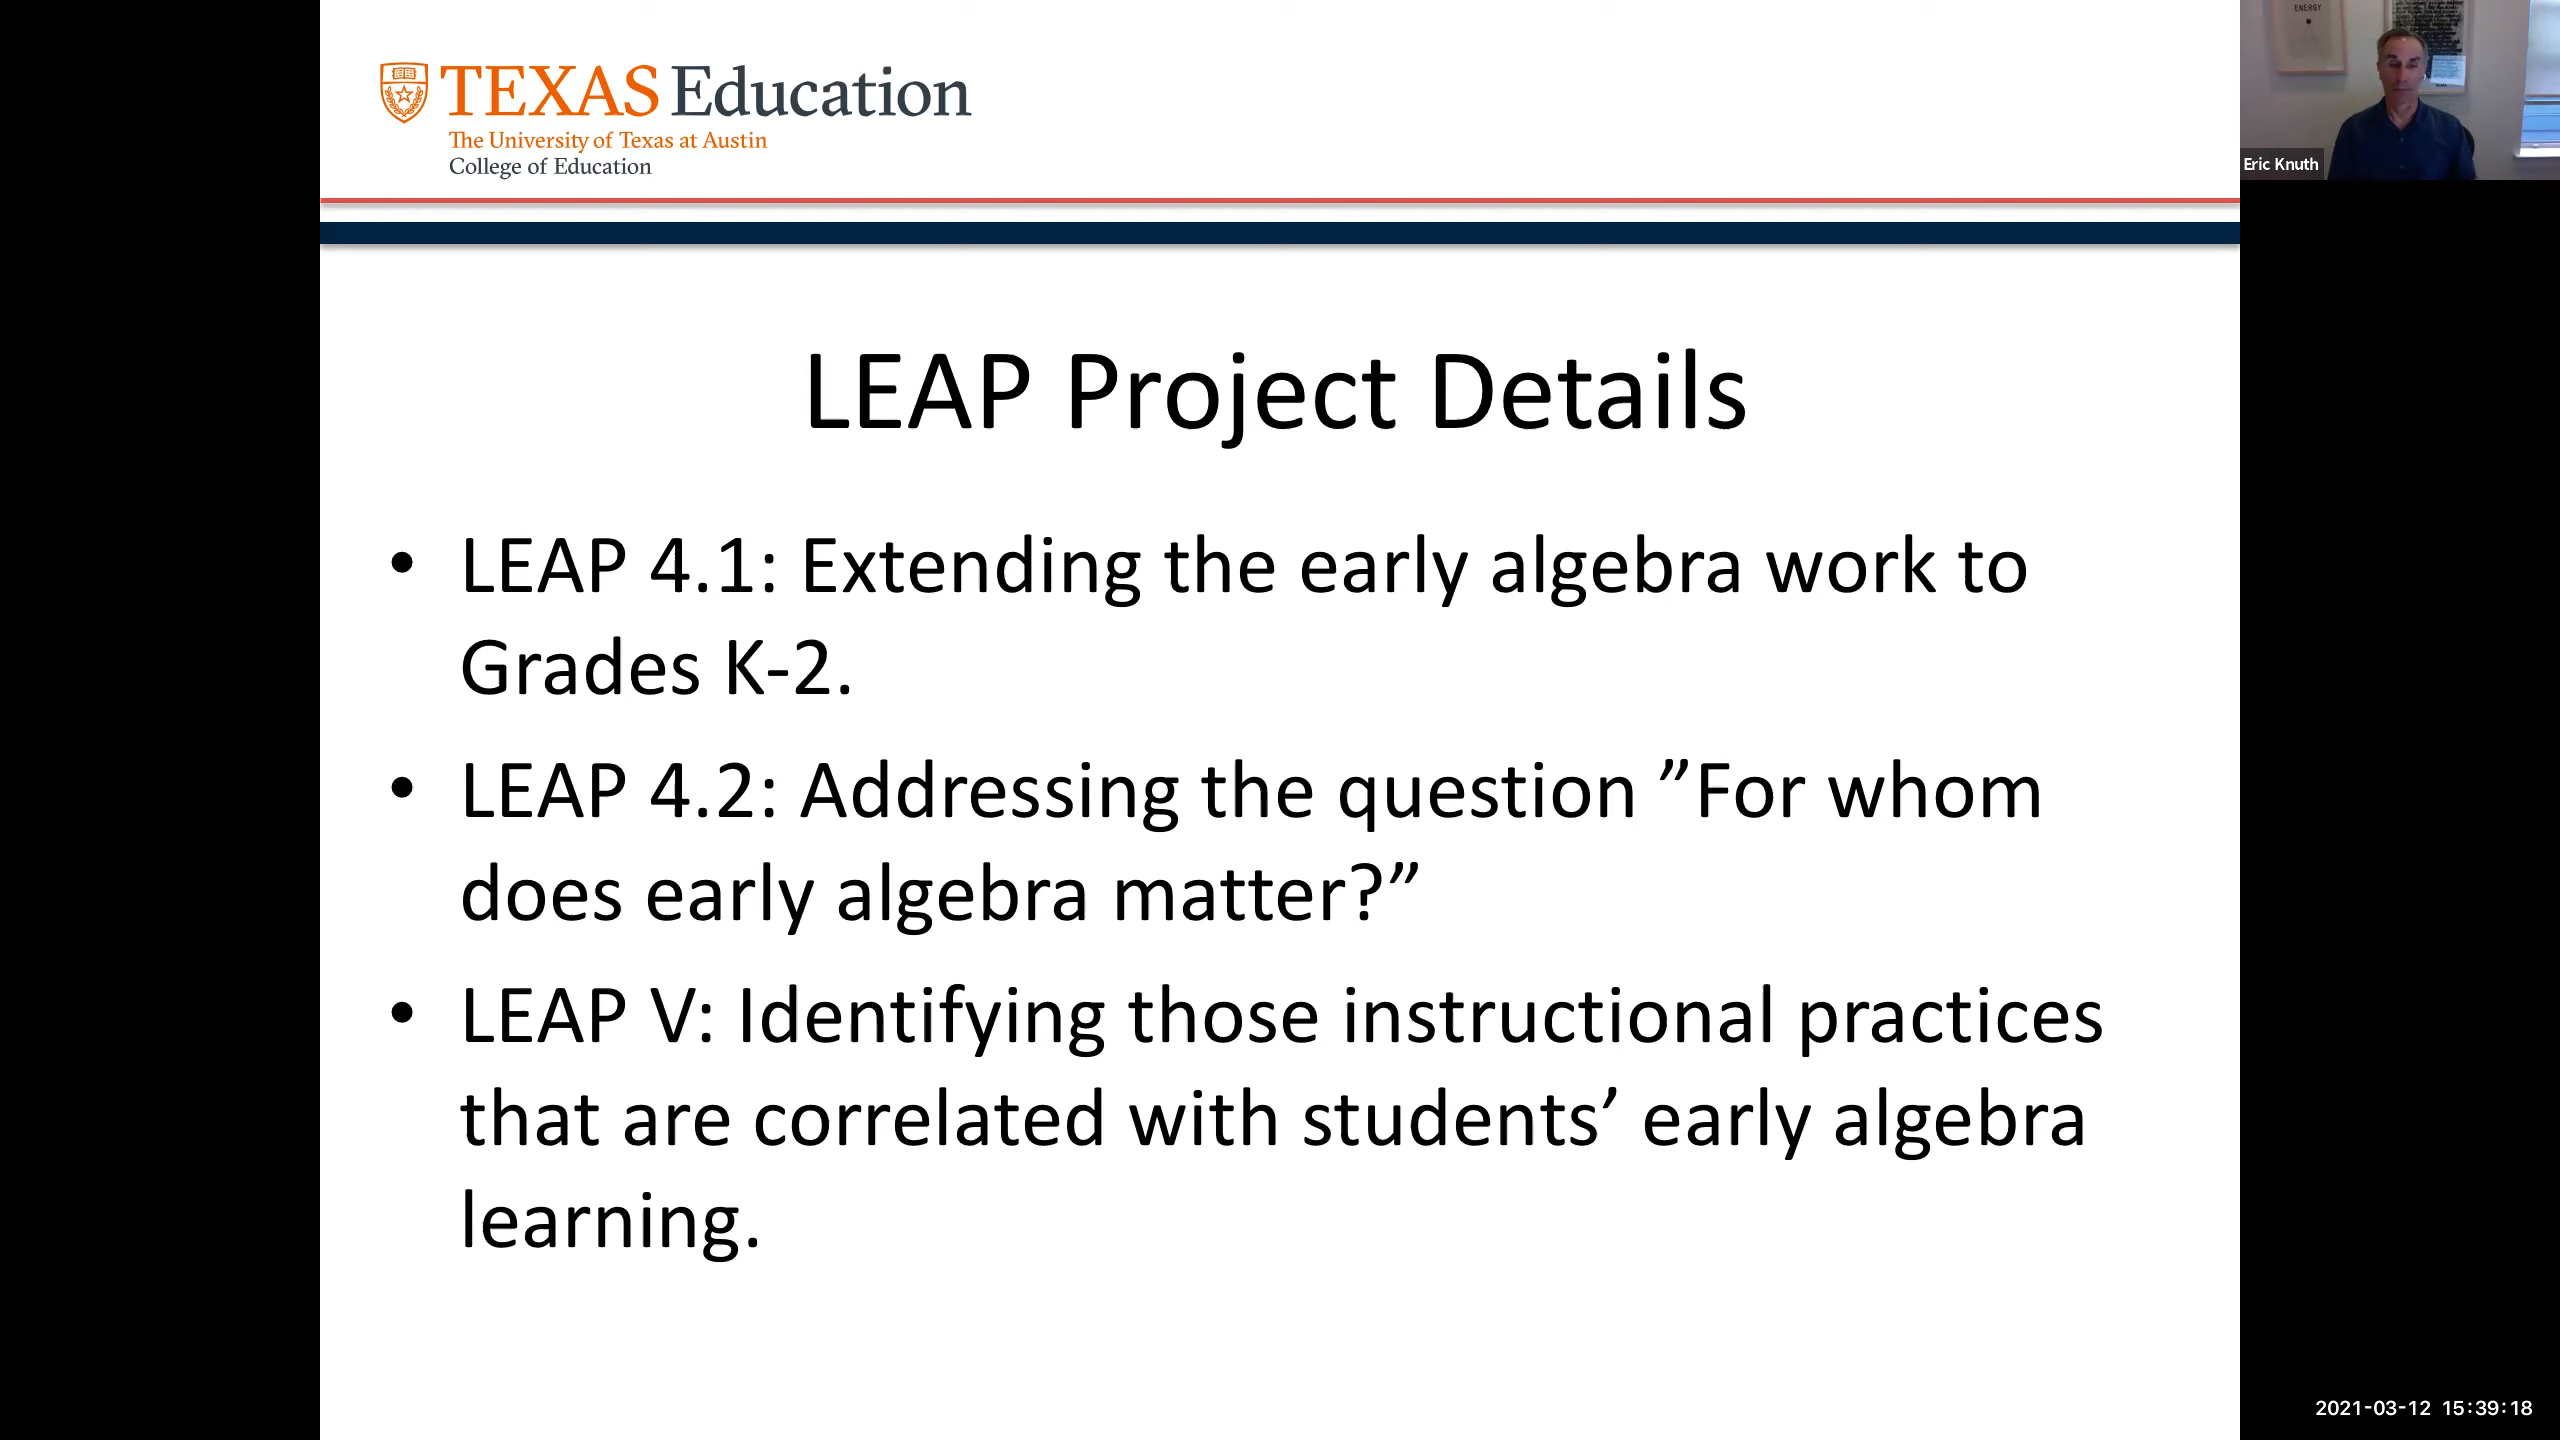 TEXAS Education
The University of Texas at Austin
College of Education
ENERGY
Eric Knuth
LEAP Project Details
• LEAP 4.1: Extending the early algebra work to
Grades K-2.
• LEAP 4.2: Addressing the question ”For whom
does early algebra matter?”
• LEAP V: Identifying those instructional practices
that are correlated with students’ early algebra
learning.
2021-03-12 15:39:18